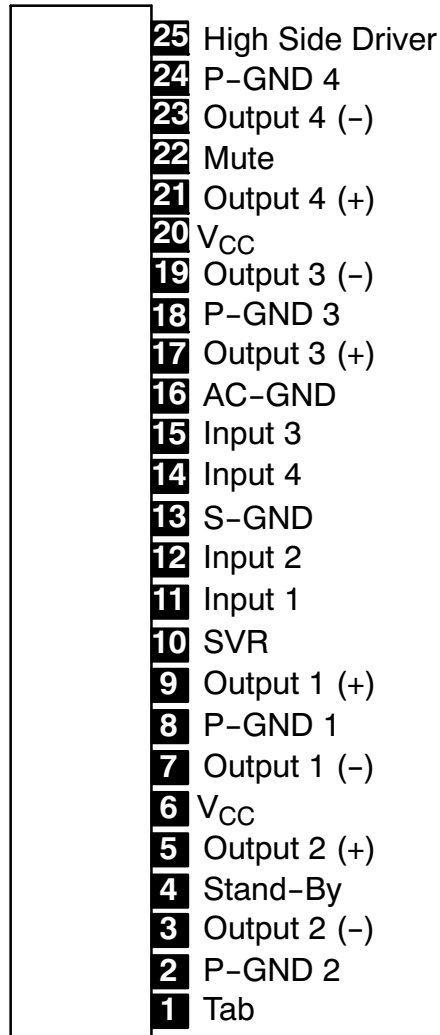 25 High Side Driver
24 P-GND 4
23 Output 4 (-)
22 Mute
21 Output 4 (+)
20 VCC
19 Output 3 (-)
18 P-GND 3
17 Output 3 (+)
16 AC-GND
15 Input 3
14 Input 4
13 S-GND
12 Input 2
11 Input 1
10 SVR
9 Output 1 (+)
8 P-GND 1
7 Output 1 (-)
6 VCC
5 Output 2 (+)
4 Stand-By
3 Output 2 (-)
2 P-GND 2
1 Tab